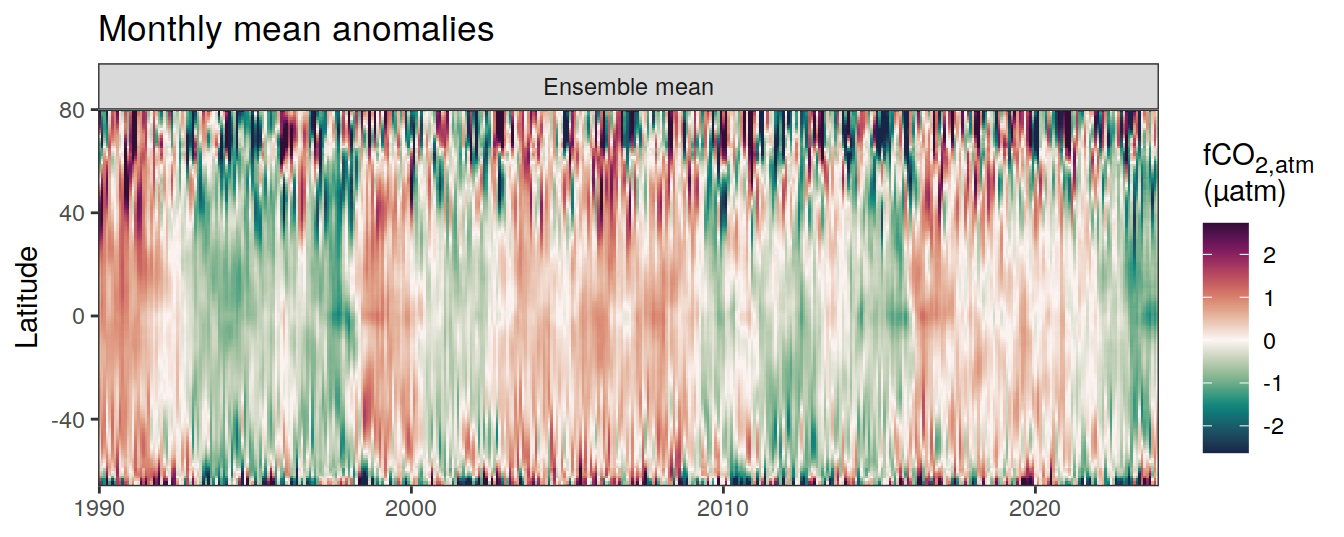 Monthly mean anomalies
Ensemble mean
80
40
0
-40
Latitude
1990
2000
2010
2020
fCO2,atm
(μatm)
2
1
0
-1
-2